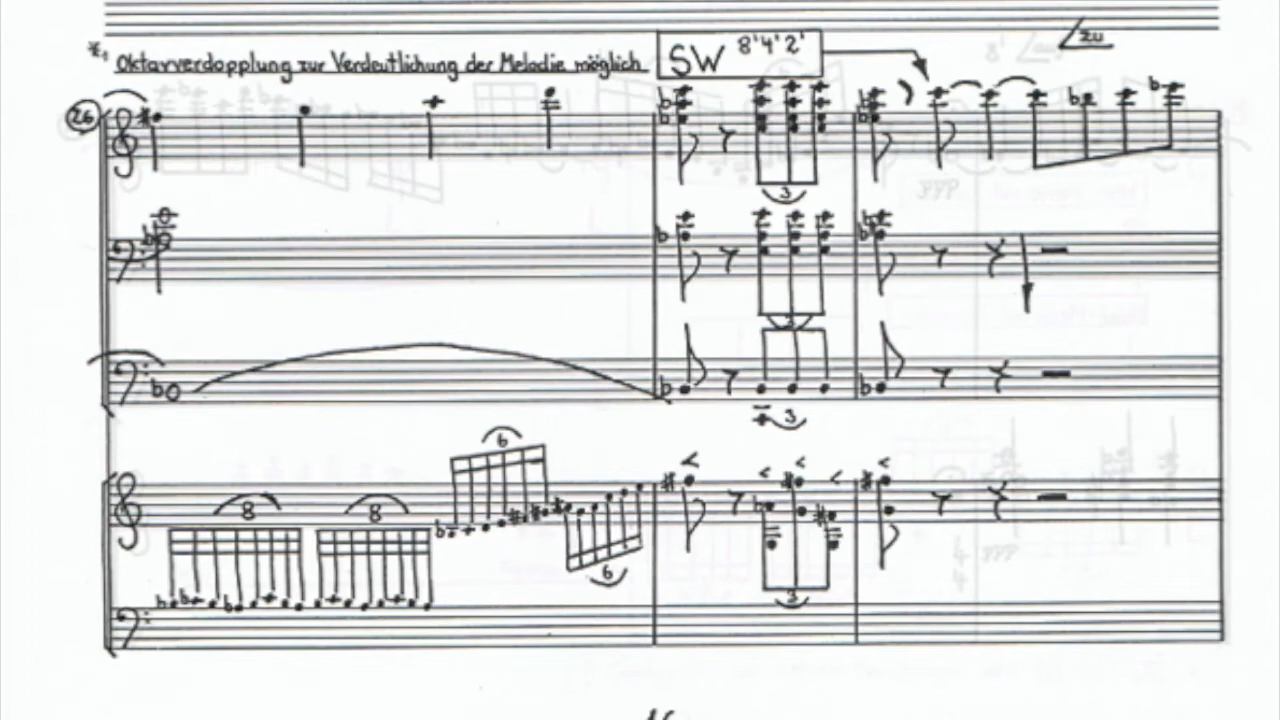 *) Oktavverdopplung zur Verdeutlichung der Melodie möglich
SW 8' 4' 2'
zu
26
3
3
3
6
8 8
6
3